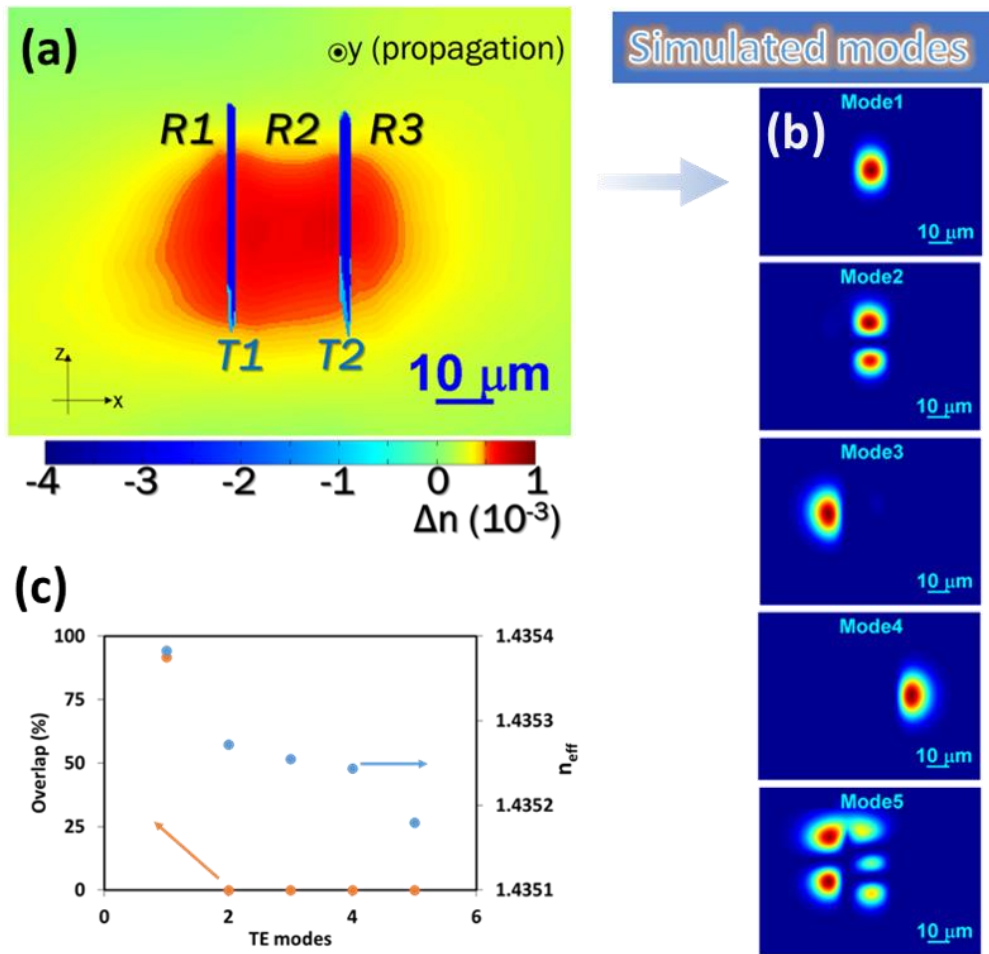 (a)
⊙y (propagation)
R1 R2 R3
T1 T2
z
x
10 μm
-4 -3 -2 -1 0 1
Δn (10⁻³)
Simulated modes
(b)
Mode1
10 μm
Mode2
10 μm
Mode3
10 μm
Mode4
10 μm
Mode5
10 μm
(c)
100
75
50
25
0
Overlap (%)
0 2 4 6
TE modes
1.4354
1.4353
1.4352
1.4351
n_eff